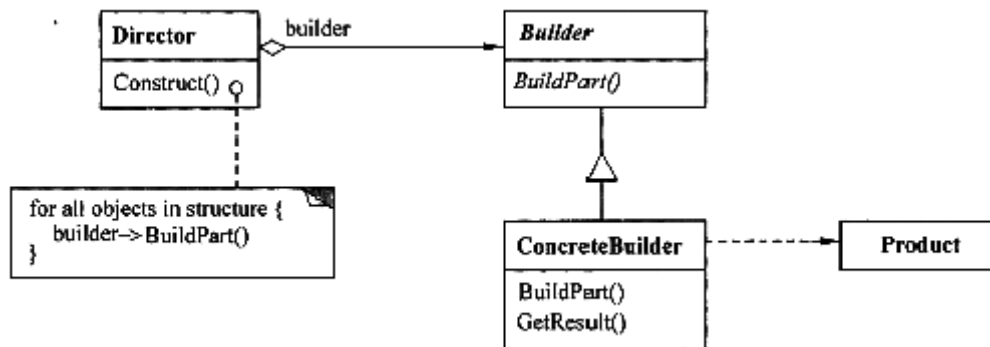 Director
Construct()
builder
Builder
BuildPart()
for all objects in structure {
builder->BuildPart()
}
ConcreteBuilder
BuildPart()
GetResult()
Product